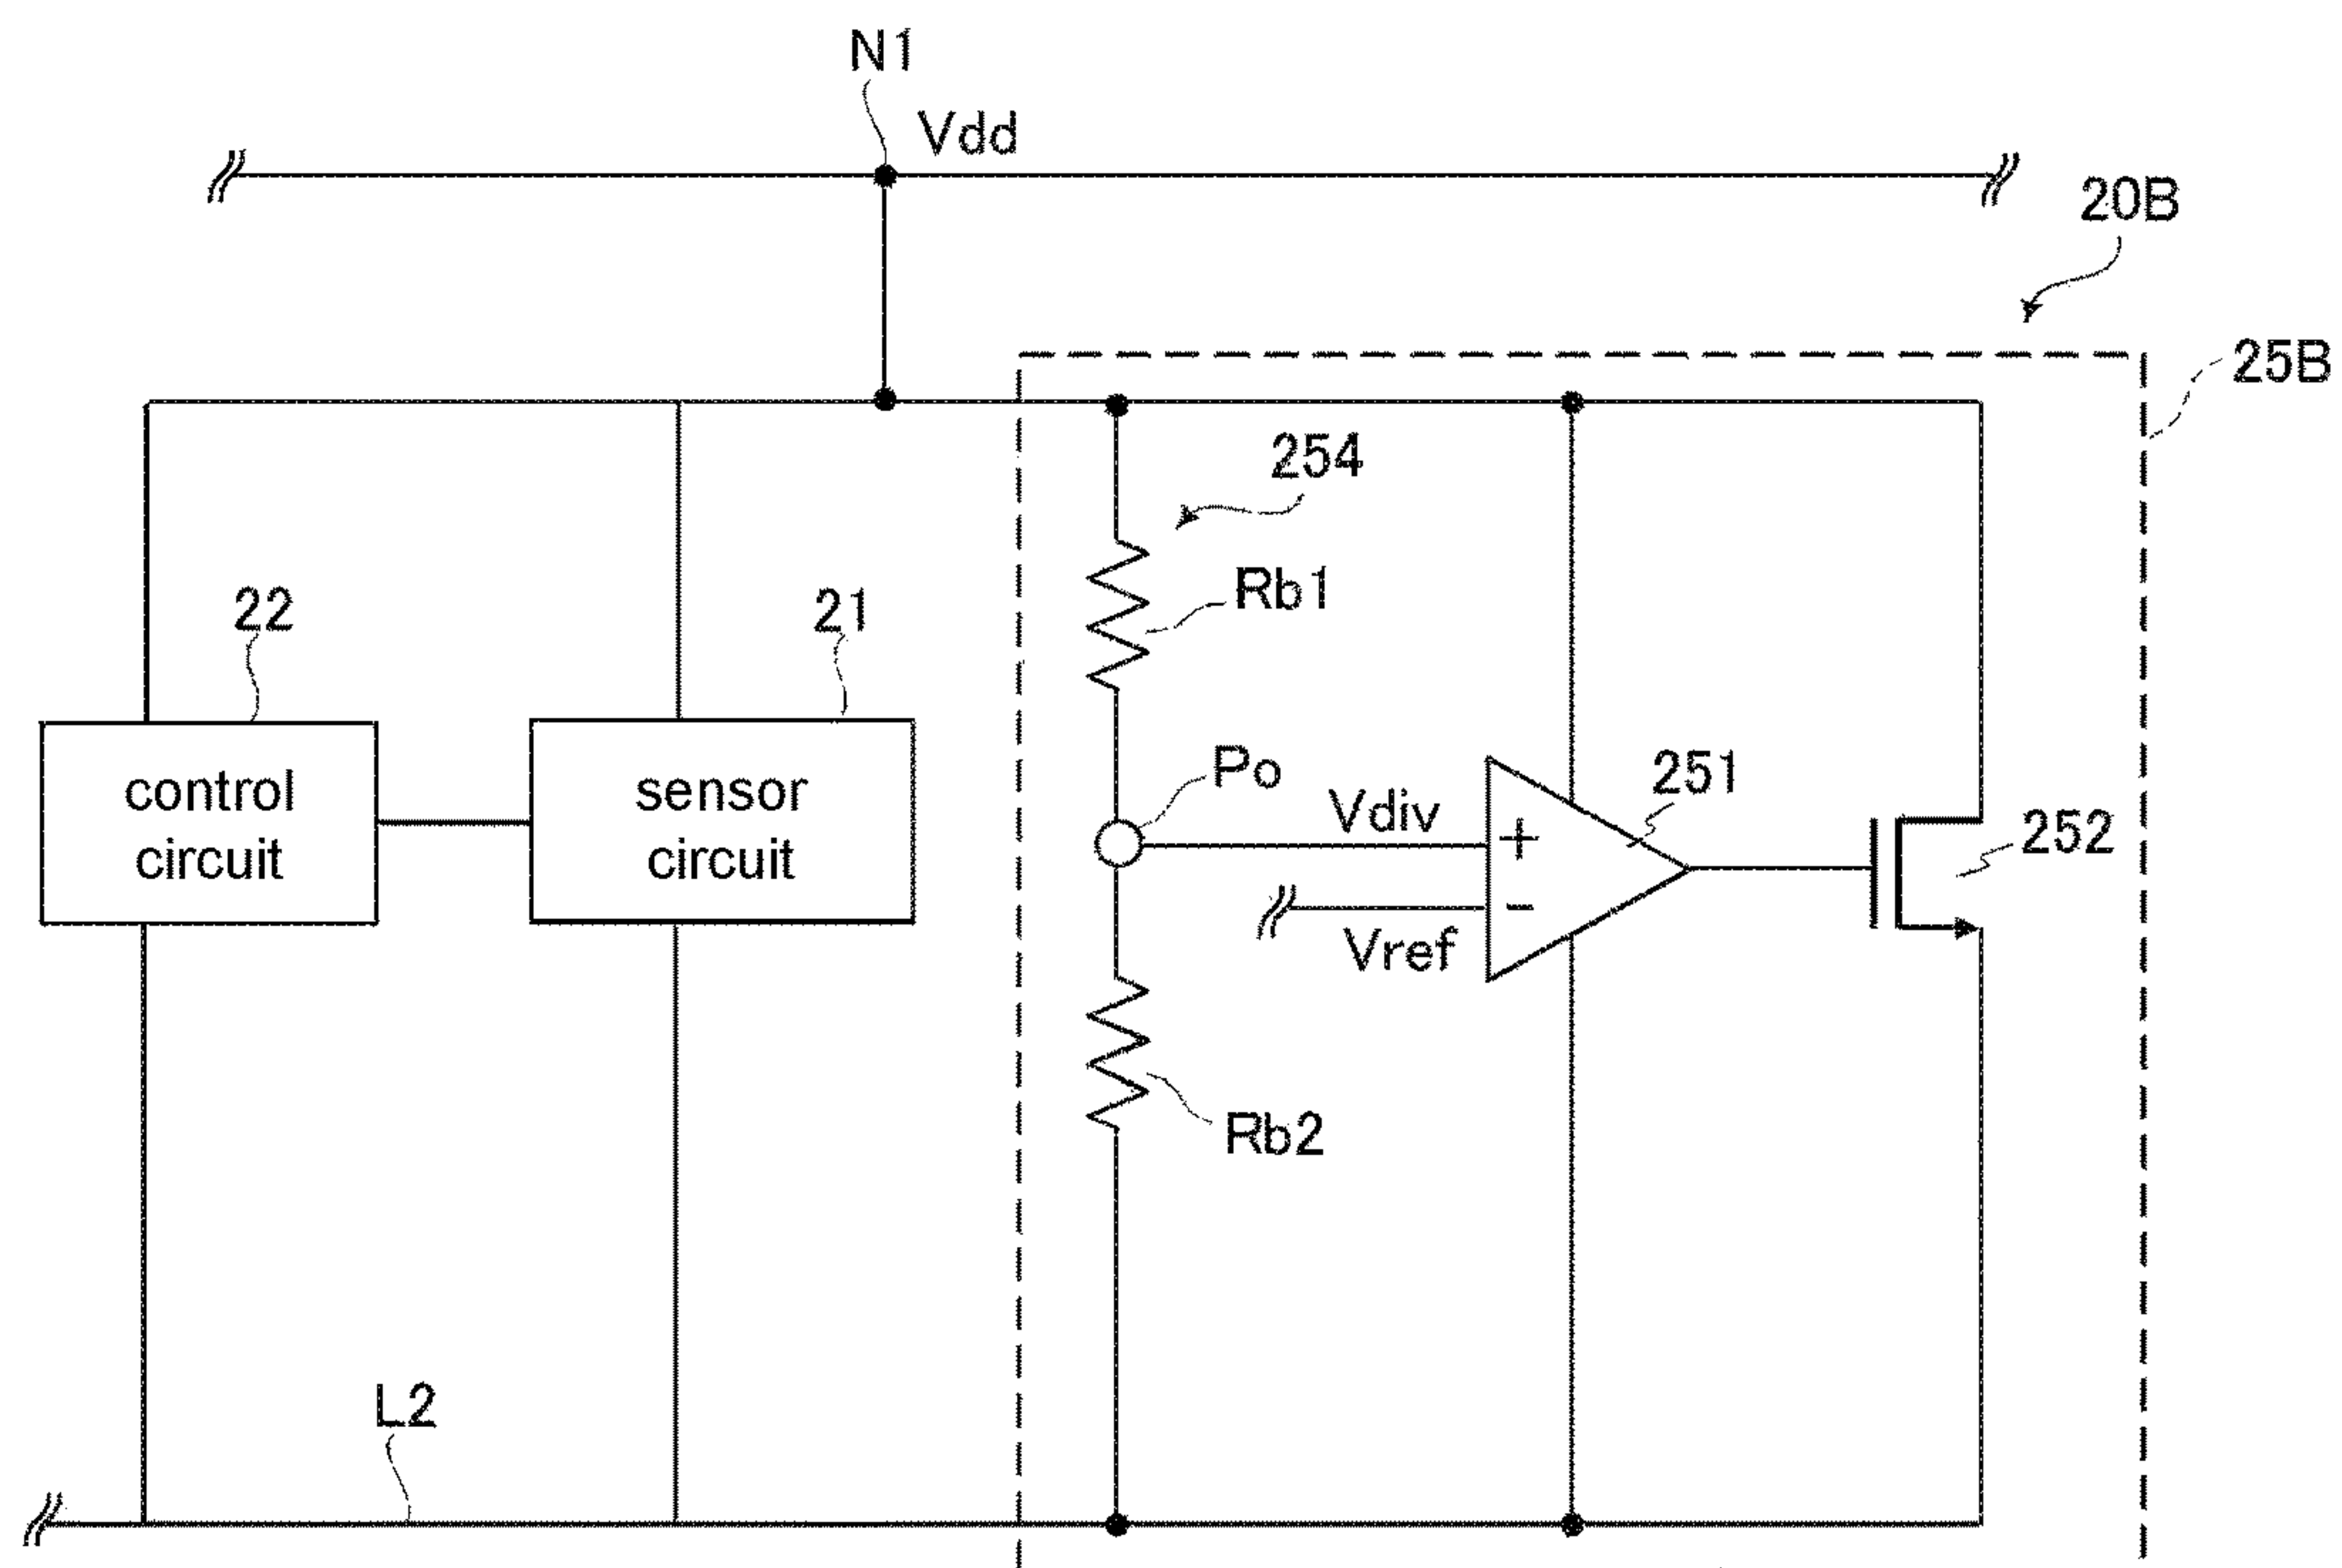 N1
Vdd
20B
25B
254
Rb1
22
21
control
circuit
sensor
circuit
Po
Vdiv
+
-
Vref
251
252
Rb2
L2